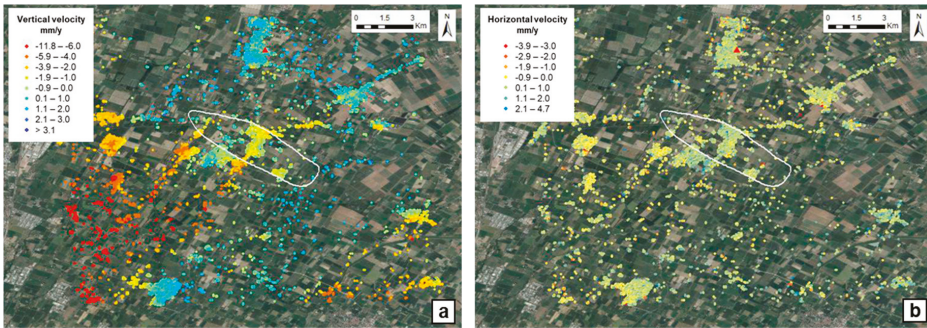 Vertical velocity
mm/y
-11.8 – -6.0
-5.9 – -4.0
-3.9 – -2.0
-1.9 – -1.0
-0.9 – 0.0
0.1 – 1.0
1.1 – 2.0
2.1 – 3.0
> 3.1
0 1.5 3
Km
N
a
Horizontal velocity
mm/y
-3.9 – -3.0
-2.9 – -2.0
-1.9 – -1.0
-0.9 – 0.0
0.1 – 1.0
1.1 – 2.0
2.1 – 4.7
0 1.5 3
Km
N
b